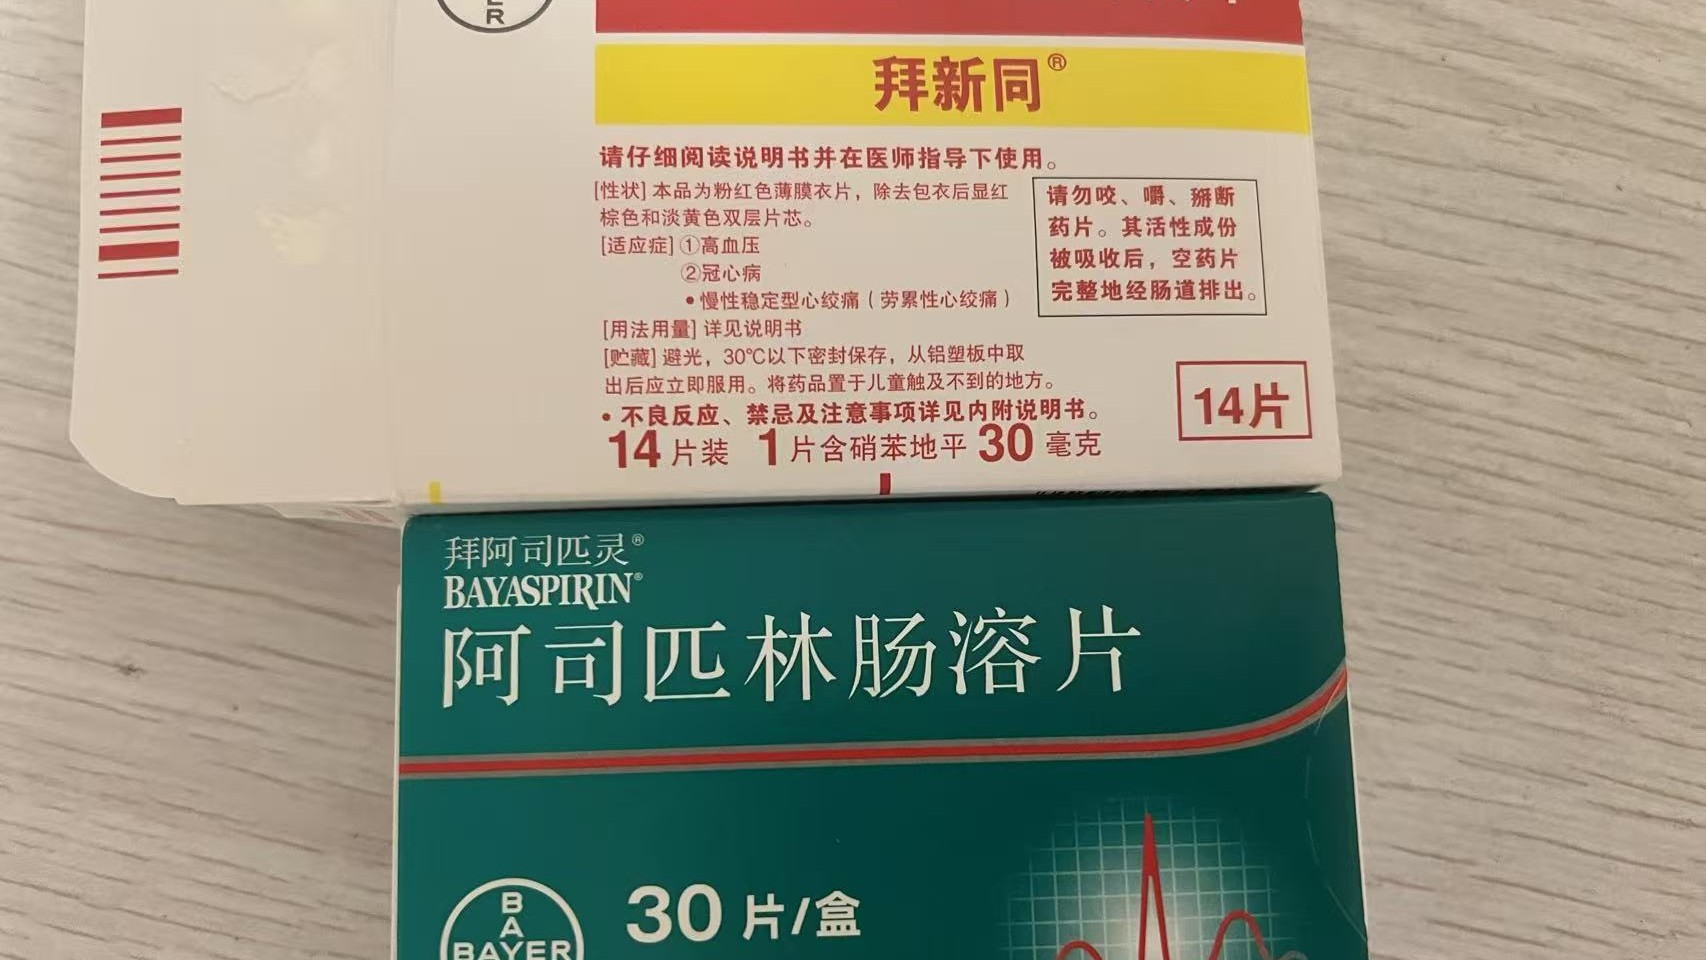 拜新同®
请仔细阅读说明书并在医师指导下使用。
[性状] 本品为粉红色薄膜衣片，除去包衣后显红
棕色和淡黄色双层片芯。
[适应症] ①高血压
②冠心病
• 慢性稳定型心绞痛（劳累性心绞痛）
[用法用量] 详见说明书
[贮藏] 避光，30℃以下密封保存，从铝塑板中取
出后应立即服用。将药品置于儿童触及不到的地方。
• 不良反应、禁忌及注意事项详见内附说明书。
14 片装 1 片含硝苯地平 30 毫克
请勿咬、嚼、掰断
药片。其活性成份
被吸收后，空药片
完整地经肠道排出。
14片
拜阿司匹灵®
BAYASPIRIN®
阿司匹林肠溶片
30 片/盒
B
A
BAYER